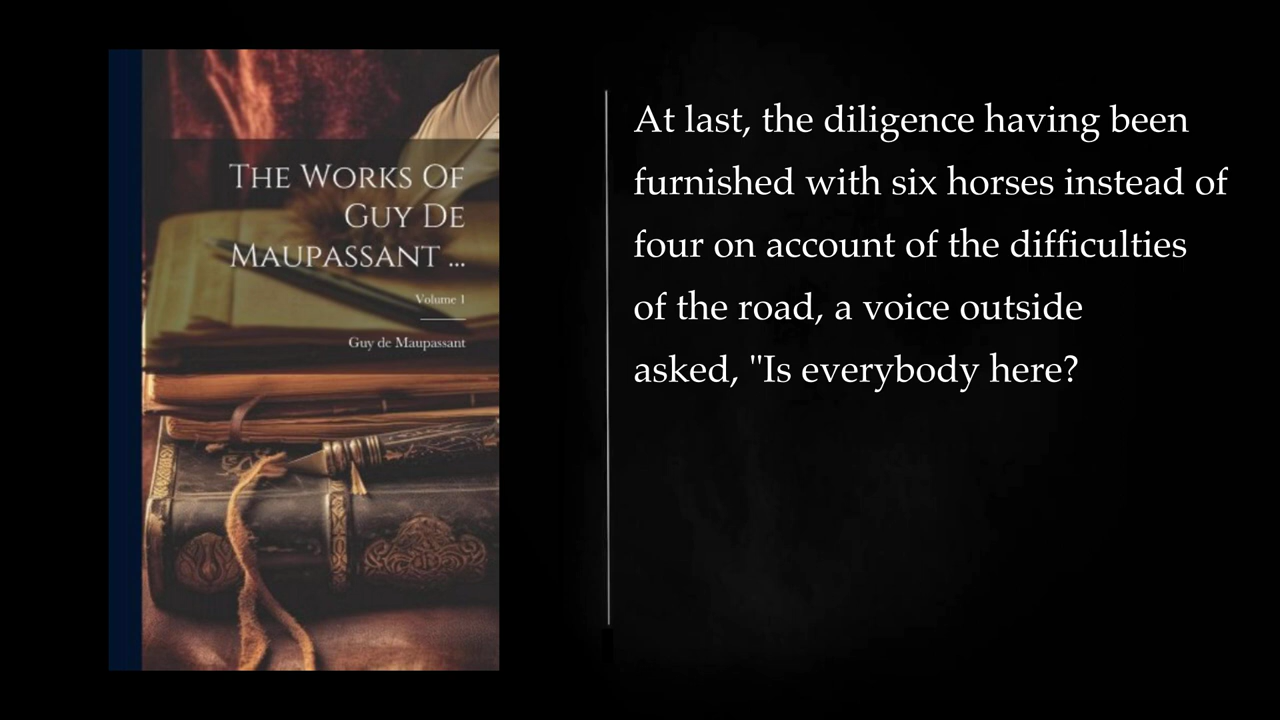 THE WORKS OF
GUY DE
MAUPASSANT ...
Volume 1
Guy de Maupassant
At last, the diligence having been
furnished with six horses instead of
four on account of the difficulties
of the road, a voice outside
asked, "Is everybody here?